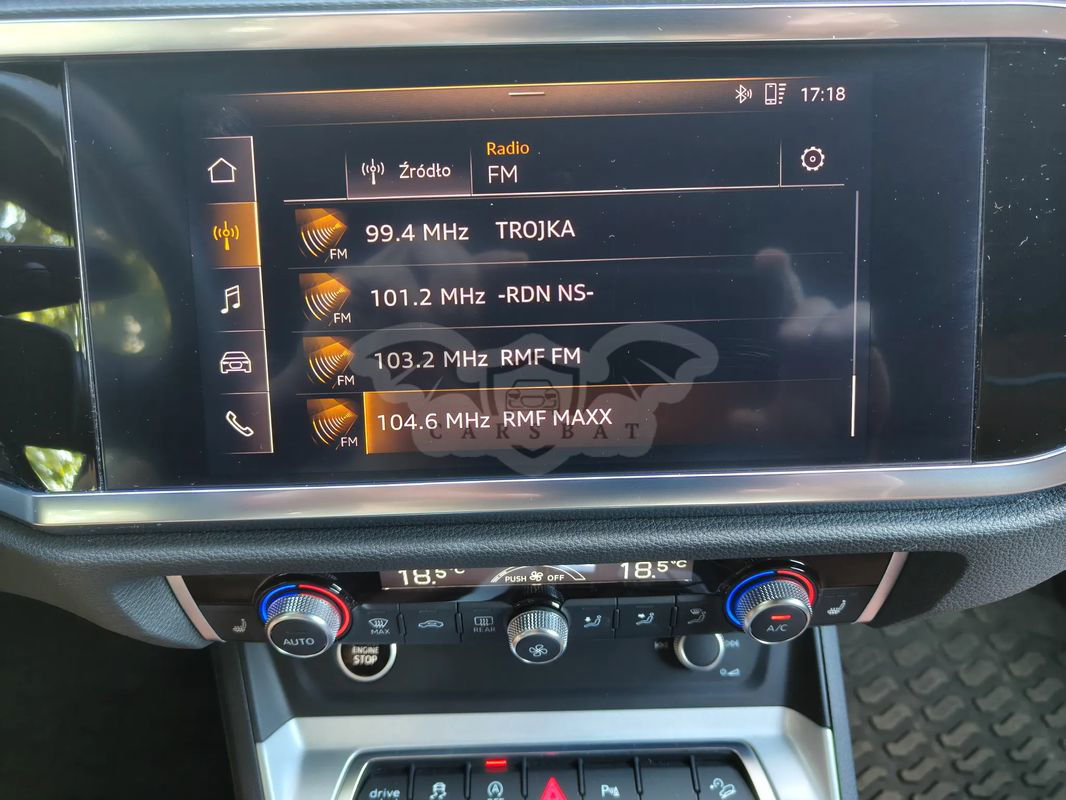 17:18
Radio
Źródło
FM
99.4 MHz TROJKA
FM
101.2 MHz -RDN NS-
FM
103.2 MHz RMF FM
FM
104.6 MHz RMF MAXX
FM
CARSBAT
18.5°C
PUSH OFF
18.5°C
MAX
REAR
AUTO
A/C
ENGINE
STOP
drive
OFF
P